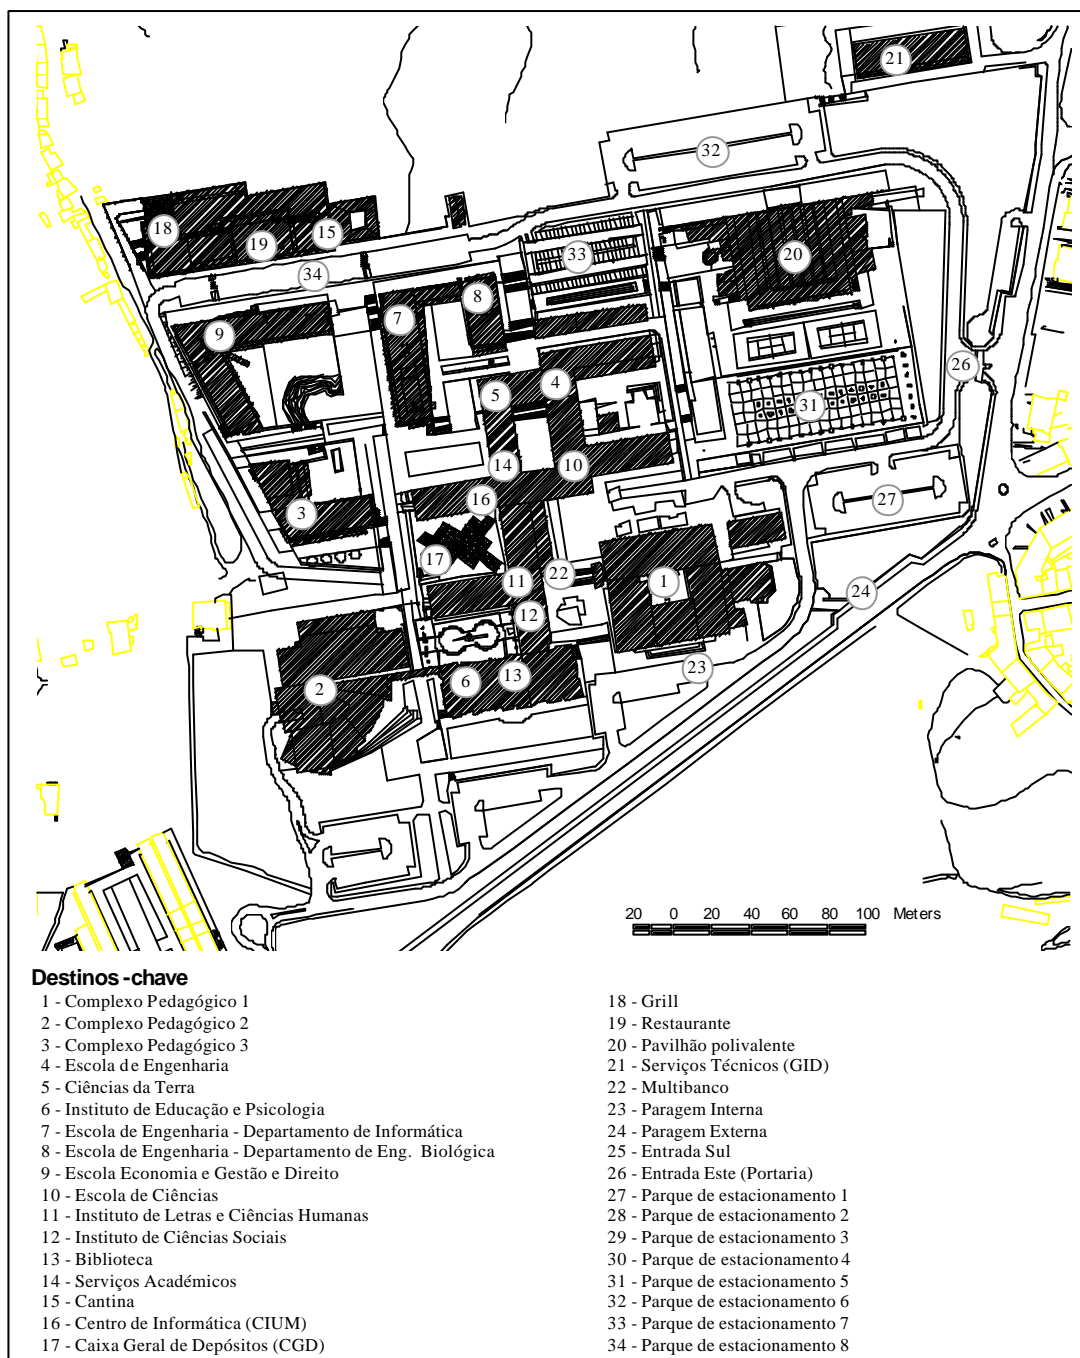 21
32
18
19
15
34
33
20
8
7
9
26
4
5
31
14
10
16
27
3
17
11
22
1
24
12
23
2
6
13
20 0 20 40 60 80 100 Meters
Destinos -chave
1 - Complexo Pedagógico 1
2 - Complexo Pedagógico 2
3 - Complexo Pedagógico 3
4 - Escola de Engenharia
5 - Ciências da Terra
6 - Instituto de Educação e Psicologia
7 - Escola de Engenharia - Departamento de Informática
8 - Escola de Engenharia - Departamento de Eng. Biológica
9 - Escola Economia e Gestão e Direito
10 - Escola de Ciências
11 - Instituto de Letras e Ciências Humanas
12 - Instituto de Ciências Sociais
13 - Biblioteca
14 - Serviços Académicos
15 - Cantina
16 - Centro de Informática (CIUM)
17 - Caixa Geral de Depósitos (CGD)
18 - Grill
19 - Restaurante
20 - Pavilhão polivalente
21 - Serviços Técnicos (GID)
22 - Multibanco
23 - Paragem Interna
24 - Paragem Externa
25 - Entrada Sul
26 - Entrada Este (Portaria)
27 - Parque de estacionamento 1
28 - Parque de estacionamento 2
29 - Parque de estacionamento 3
30 - Parque de estacionamento 4
31 - Parque de estacionamento 5
32 - Parque de estacionamento 6
33 - Parque de estacionamento 7
34 - Parque de estacionamento 8